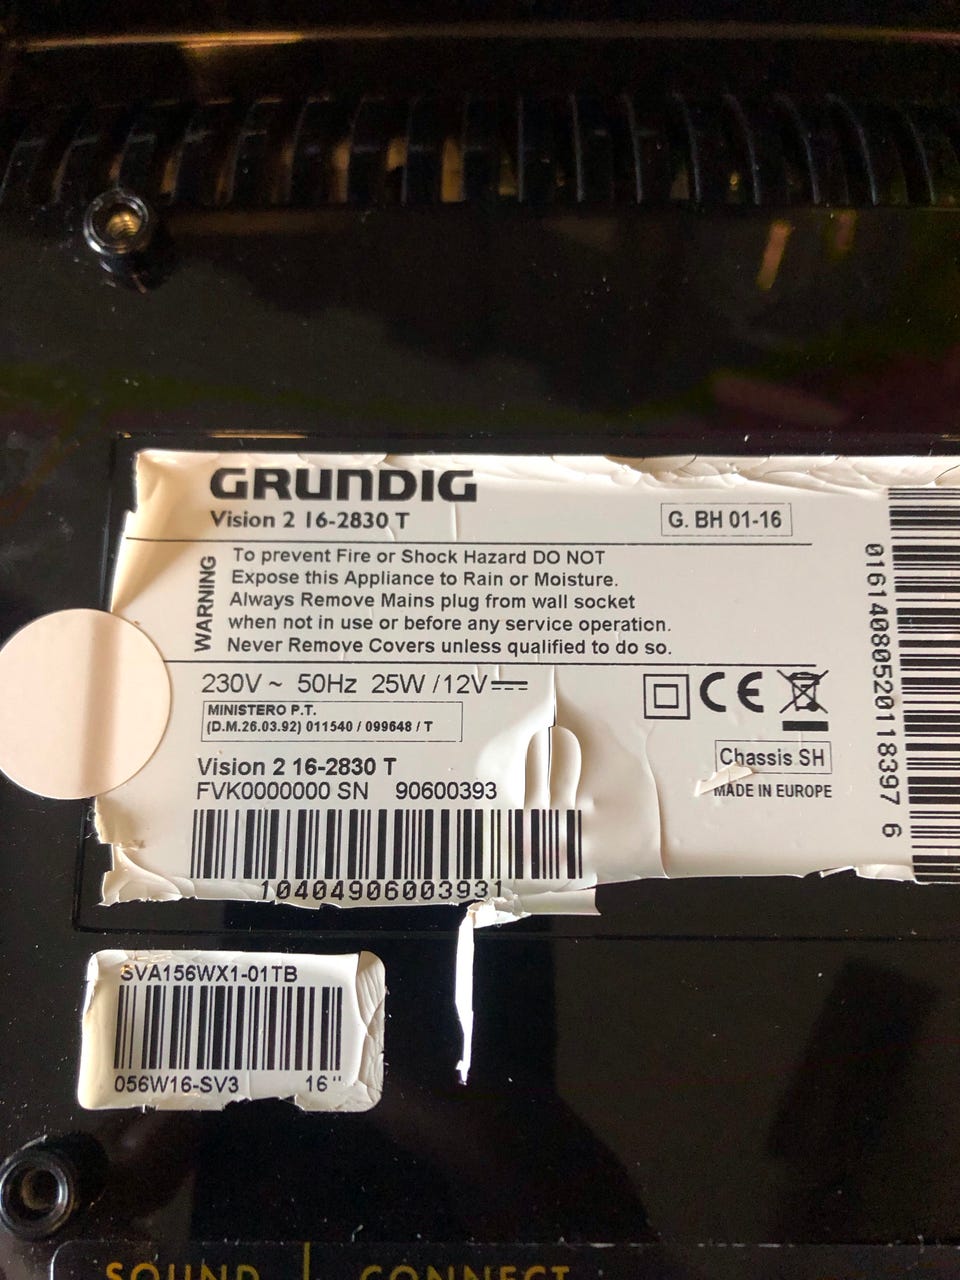 GRUNDIG
Vision 2 16-2830 T
G. BH 01-16
WARNING
To prevent Fire or Shock Hazard DO NOT
Expose this Appliance to Rain or Moisture.
Always Remove Mains plug from wall socket
when not in use or before any service operation.
Never Remove Covers unless qualified to do so.
230V ~ 50Hz 25W /12V⎓
CE
MINISTERO P.T.
(D.M.26.03.92) 011540 / 099648 / T
Chassis SH
MADE IN EUROPE
Vision 2 16-2830 T
FVK0000000 SN 90600393
10404906003931
01614080520118397 6
SVA156WX1-01TB
056W16-SV3 16"
SOUND | CONNECT